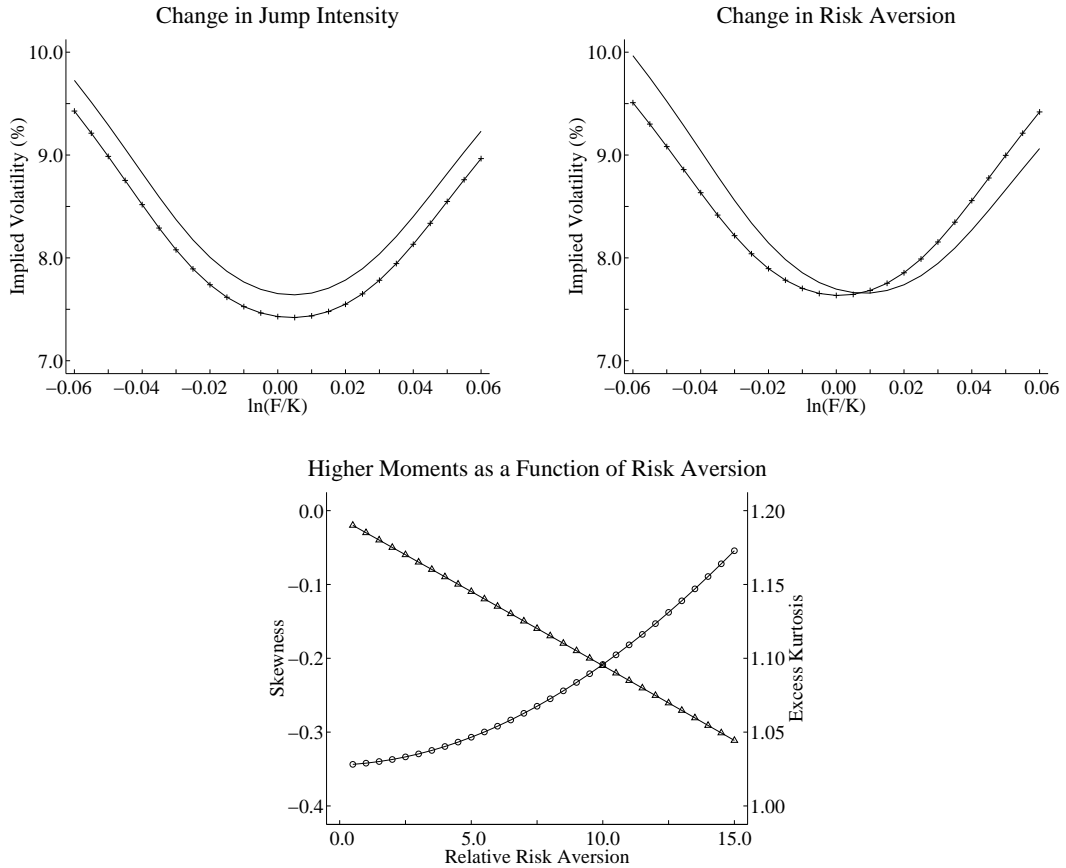 Change in Jump Intensity
Implied Volatility (%)
10.0
9.0
8.0
7.0
−0.06 −0.04 −0.02 0.00 0.02 0.04 0.06
ln(F/K)
Change in Risk Aversion
Implied Volatility (%)
10.0
9.0
8.0
7.0
−0.06 −0.04 −0.02 0.00 0.02 0.04 0.06
ln(F/K)
Higher Moments as a Function of Risk Aversion
Skewness
0.0
−0.1
−0.2
−0.3
−0.4
1.20
1.15
1.10
1.05
1.00
Excess Kurtosis
0.0 5.0 10.0 15.0
Relative Risk Aversion